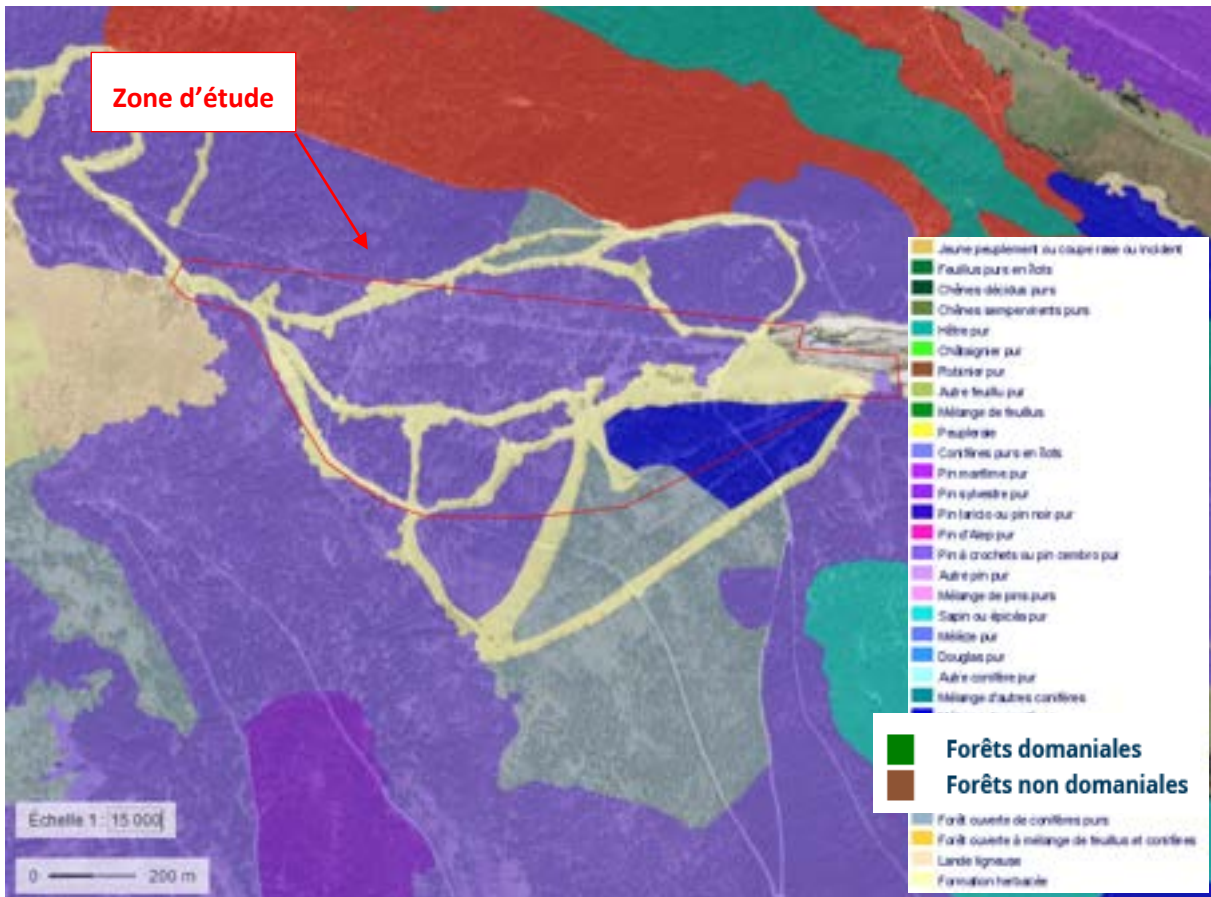 Zone d'étude
Jeune peuplement ou coupe rase ou incident
Feuillus purs en îlots
Chênes décidus purs
Chênes sempervirents purs
Hêtre pur
Châtaignier pur
Robinier pur
Autre feuillu pur
Mélange de feuillus
Peupleraie
Conifères purs en îlots
Pin maritime pur
Pin sylvestre pur
Pin laricio ou pin noir pur
Pin d'Alep pur
Pin à crochets ou pin cembro pur
Autre pin pur
Mélange de pins purs
Sapin ou épicéa pur
Mélèze pur
Douglas pur
Autre conifère pur
Mélange d'autres conifères
Forêts domaniales
Forêts non domaniales
Forêt ouverte de conifères purs
Forêt ouverte à mélange de feuillus et conifères
Lande ligneuse
Formation herbacée
Échelle 1 : 15 000
0 200 m